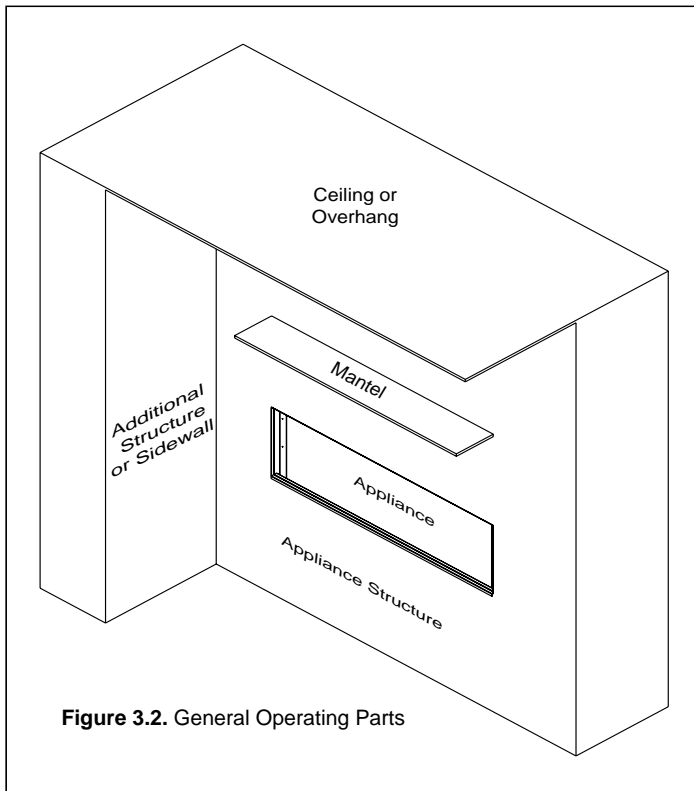 Ceiling or
Overhang
Mantel
Additional
Structure
or Sidewall
Appliance
Appliance Structure
Figure 3.2. General Operating Parts